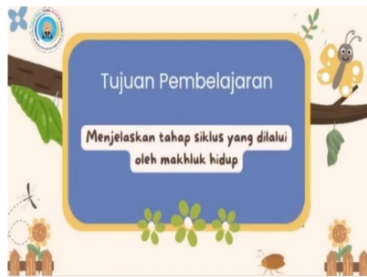 Tujuan Pembelajaran
Menjelaskan tahap siklus yang dilalui
oleh makhluk hidup